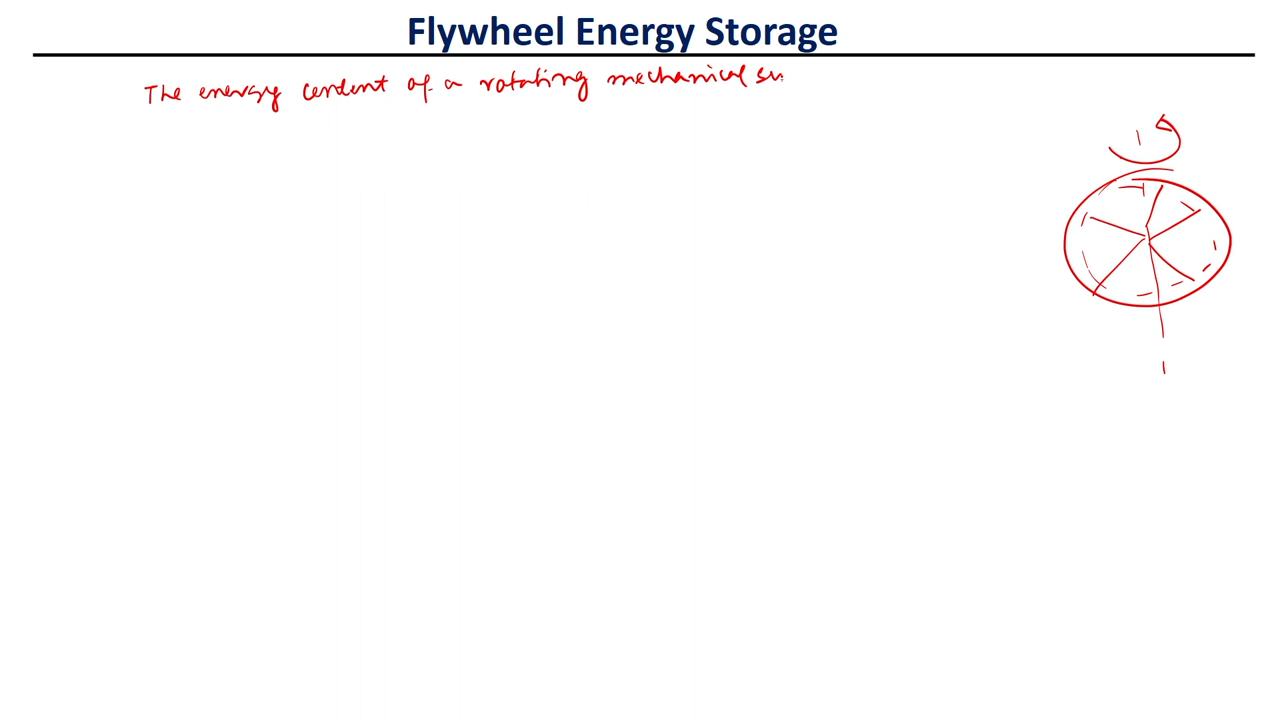 Flywheel Energy Storage
The energy content of a rotating mechanical